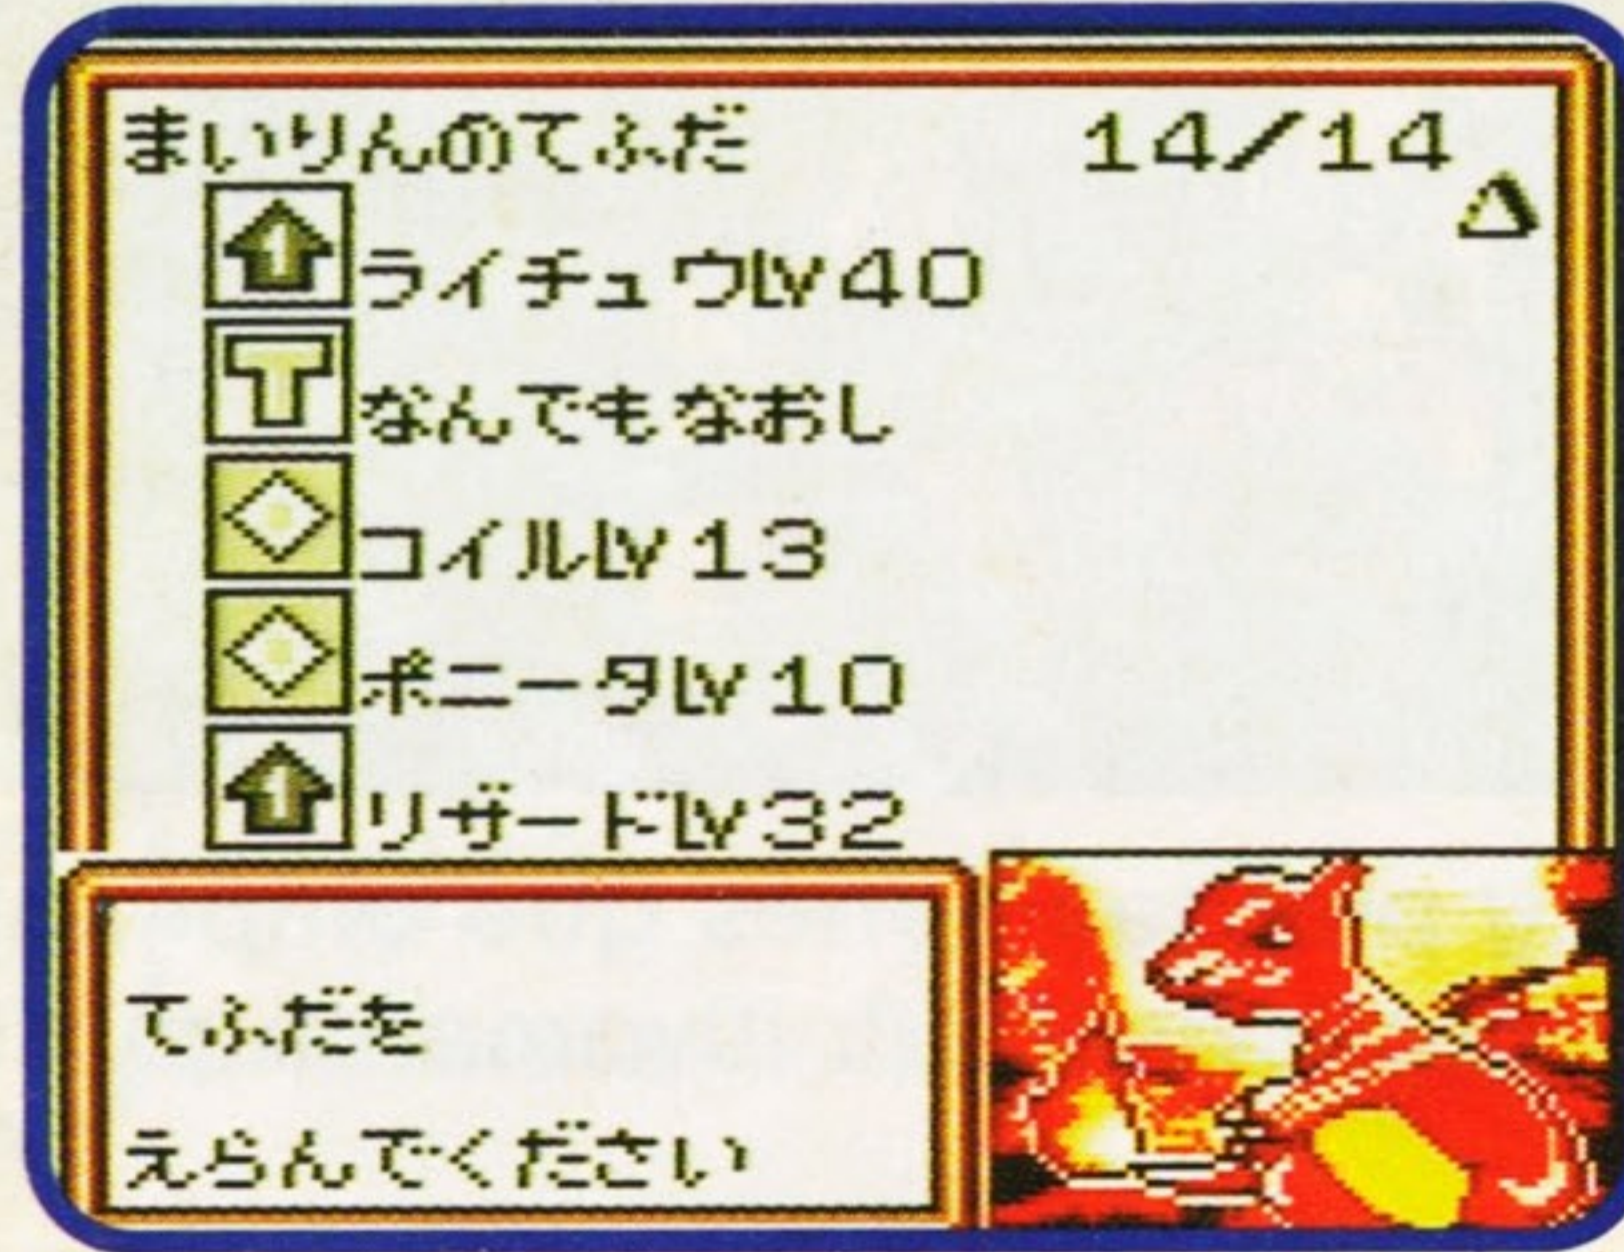 まいりんのてふだ 14/14
1 ライチュウLv40
T なんでもなおし
コイルLv13
ポニータLv10
1 リザードLv32
てふだを
えらんでください